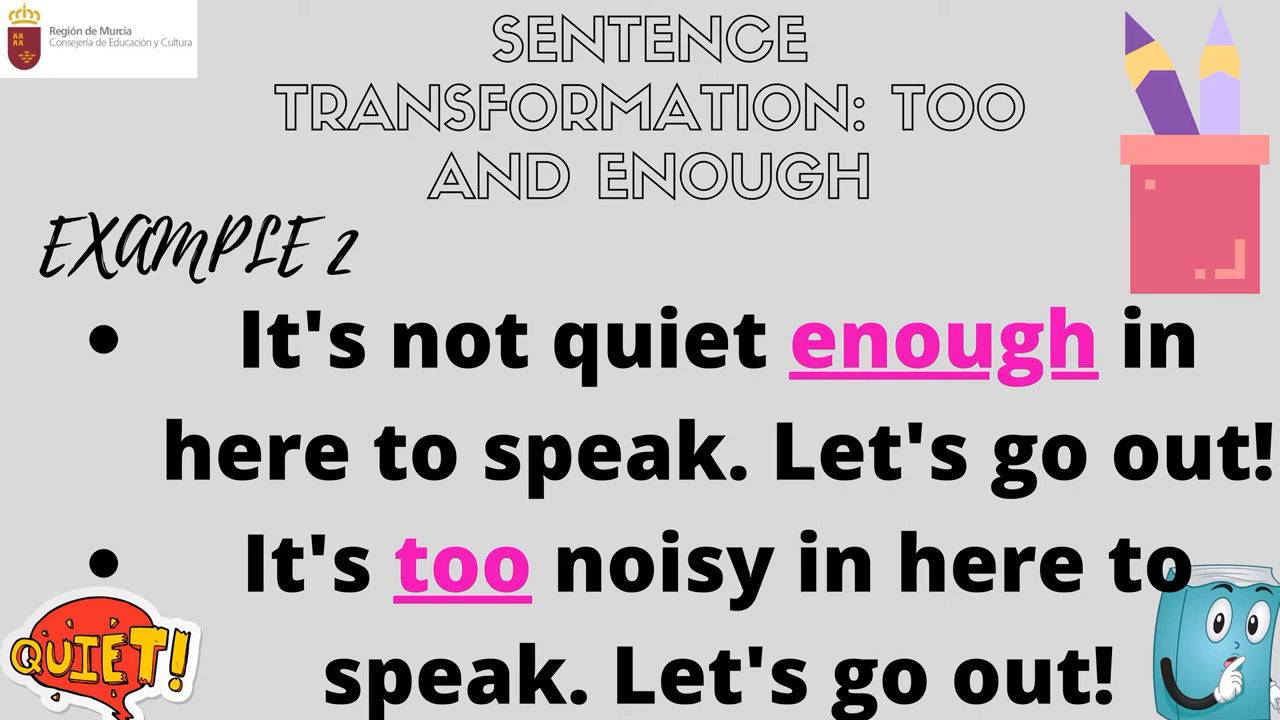 Región de Murcia
Consejería de Educación y Cultura
SENTENCE
TRANSFORMATION: TOO
AND ENOUGH
EXAMPLE 2
• It's not quiet enough in
here to speak. Let's go out!
• It's too noisy in here to
speak. Let's go out!
QUIET!